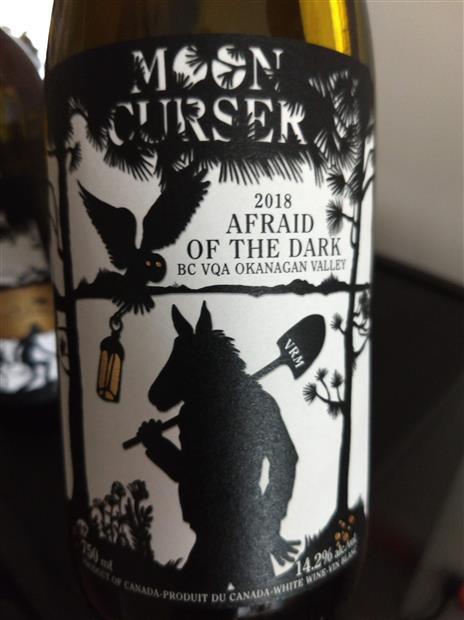 MOON
CURSER
2018
AFRAID
OF THE DARK
BC VQA OKANAGAN VALLEY
VRM
750 ml
14.2% alc./vol.
PRODUCT OF CANADA-PRODUIT DU CANADA-WHITE WINE-VIN BLANC